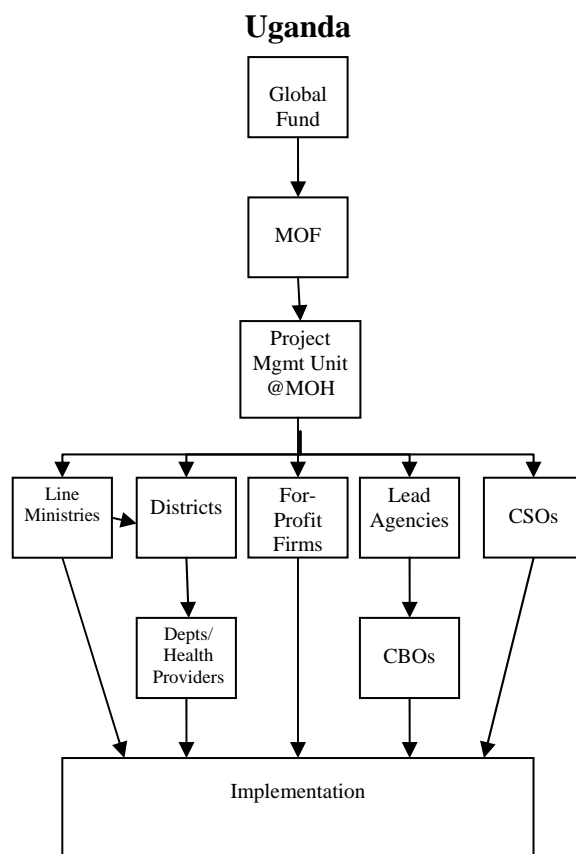 Uganda
Global
Fund
MOF
Project
Mgmt Unit
@MOH
Line
Ministries
Districts
For-
Profit
Firms
Lead
Agencies
CSOs
Depts/
Health
Providers
CBOs
Implementation